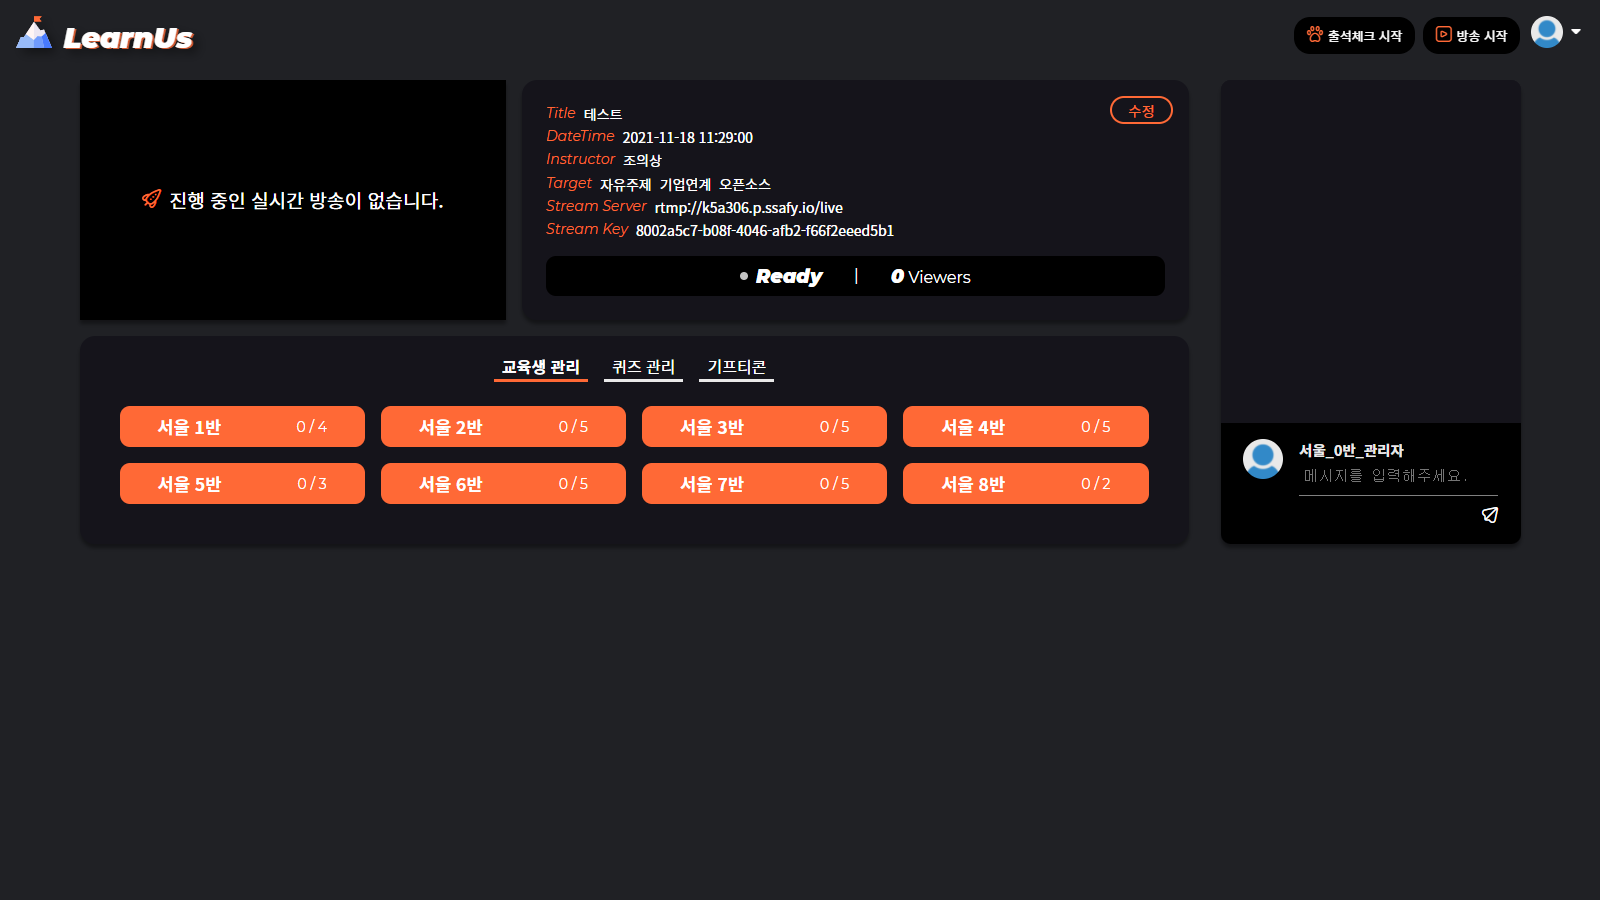 LearnUs
출석체크 시작
방송 시작
진행 중인 실시간 방송이 없습니다.
Title 테스트
수정
DateTime 2021-11-18 11:29:00
Instructor 조의상
Target 자유주제 기업연계 오픈소스
Stream Server rtmp://k5a306.p.ssafy.io/live
Stream Key 8002a5c7-b08f-4046-afb2-f66f2eeed5b1
Ready | 0 Viewers
교육생 관리 퀴즈 관리 기프티콘
서울 1반 0 / 4 서울 2반 0 / 5 서울 3반 0 / 5 서울 4반 0 / 5
서울 5반 0 / 3 서울 6반 0 / 5 서울 7반 0 / 5 서울 8반 0 / 2
서울_0반_관리자
메시지를 입력해주세요.